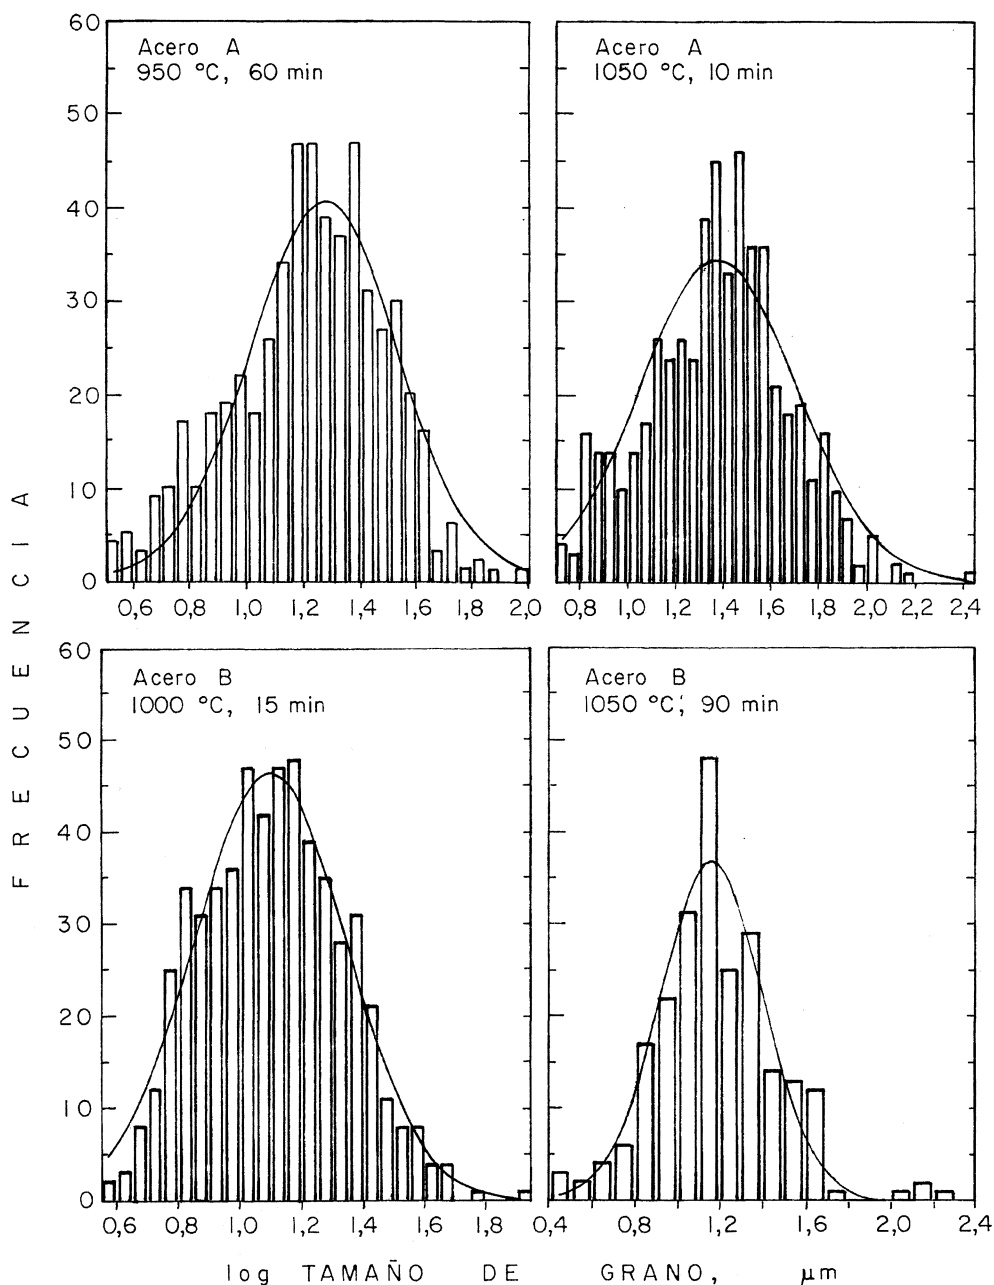 60
50
40
30
20
10
0
Acero A
950 °C, 60 min
0,6 0,8 1,0 1,2 1,4 1,6 1,8 2,0
Acero A
1050 °C, 10 min
0,8 1,0 1,2 1,4 1,6 1,8 2,0 2,2 2,4
FRECUENCIA
60
50
40
30
20
10
0
Acero B
1000 °C, 15 min
0,6 0,8 1,0 1,2 1,4 1,6 1,8
Acero B
1050 °C, 90 min
0,4 0,8 1,2 1,6 2,0 2,4
log TAMAÑO DE GRANO, µm